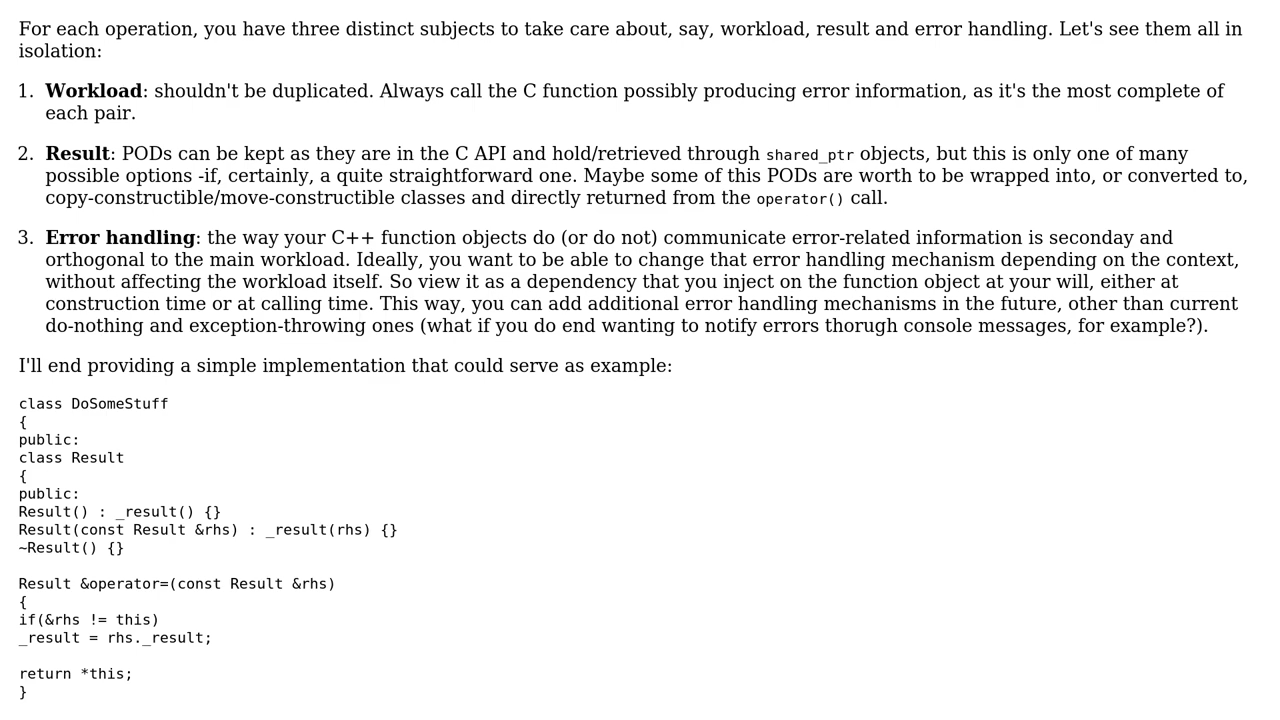 For each operation, you have three distinct subjects to take care about, say, workload, result and error handling. Let's see them all in
isolation:
1. Workload: shouldn't be duplicated. Always call the C function possibly producing error information, as it's the most complete of
each pair.
2. Result: PODs can be kept as they are in the C API and hold/retrieved through shared_ptr objects, but this is only one of many
possible options -if, certainly, a quite straightforward one. Maybe some of this PODs are worth to be wrapped into, or converted to,
copy-constructible/move-constructible classes and directly returned from the operator() call.
3. Error handling: the way your C++ function objects do (or do not) communicate error-related information is seconday and
orthogonal to the main workload. Ideally, you want to be able to change that error handling mechanism depending on the context,
without affecting the workload itself. So view it as a dependency that you inject on the function object at your will, either at
construction time or at calling time. This way, you can add additional error handling mechanisms in the future, other than current
do-nothing and exception-throwing ones (what if you do end wanting to notify errors thorugh console messages, for example?).
I'll end providing a simple implementation that could serve as example:
class DoSomeStuff
{
public:
class Result
{
public:
Result() : _result() {}
Result(const Result &rhs) : _result(rhs) {}
~Result() {}
Result &operator=(const Result &rhs)
{
if(&rhs != this)
_result = rhs._result;
return *this;
}